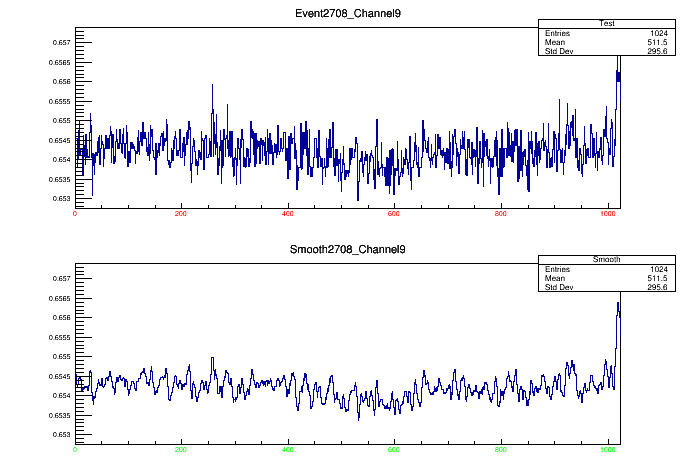 Event2708_Channel9
Test
Entries 1024
Mean 511.5
Std Dev 295.6
0.657
0.6565
0.656
0.6555
0.655
0.6545
0.654
0.6535
0.653
0 200 400 600 800 1000
Smooth2708_Channel9
Smooth
Entries 1024
Mean 511.5
Std Dev 295.6
0.657
0.6565
0.656
0.6555
0.655
0.6545
0.654
0.6535
0.653
0 200 400 600 800 1000